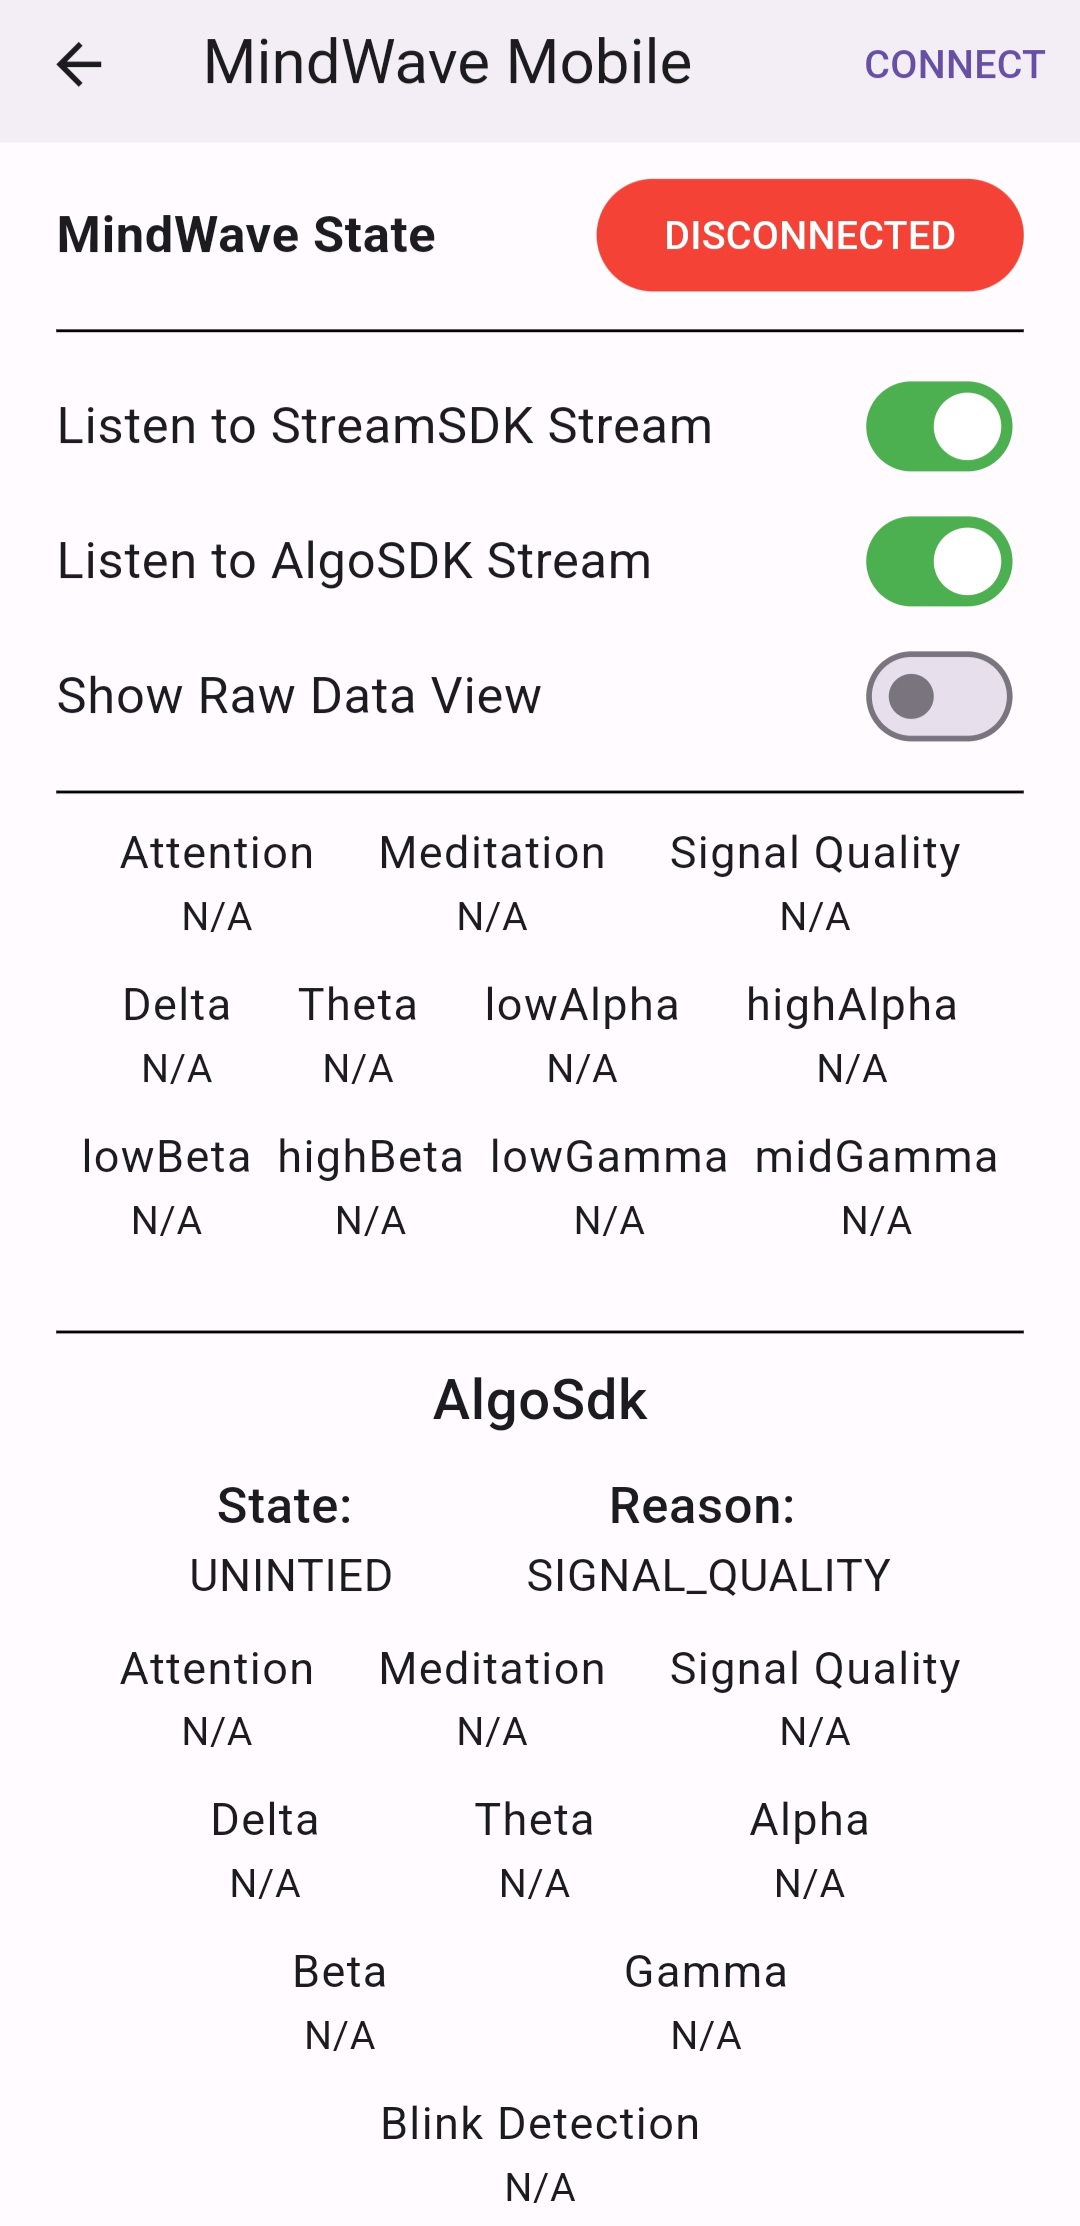 MindWave Mobile CONNECT
MindWave State DISCONNECTED
Listen to StreamSDK Stream
Listen to AlgoSDK Stream
Show Raw Data View
Attention Meditation Signal Quality
N/A N/A N/A
Delta Theta lowAlpha highAlpha
N/A N/A N/A N/A
lowBeta highBeta lowGamma midGamma
N/A N/A N/A N/A
AlgoSdk
State: Reason:
UNINTIED SIGNAL_QUALITY
Attention Meditation Signal Quality
N/A N/A N/A
Delta Theta Alpha
N/A N/A N/A
Beta Gamma
N/A N/A
Blink Detection
N/A